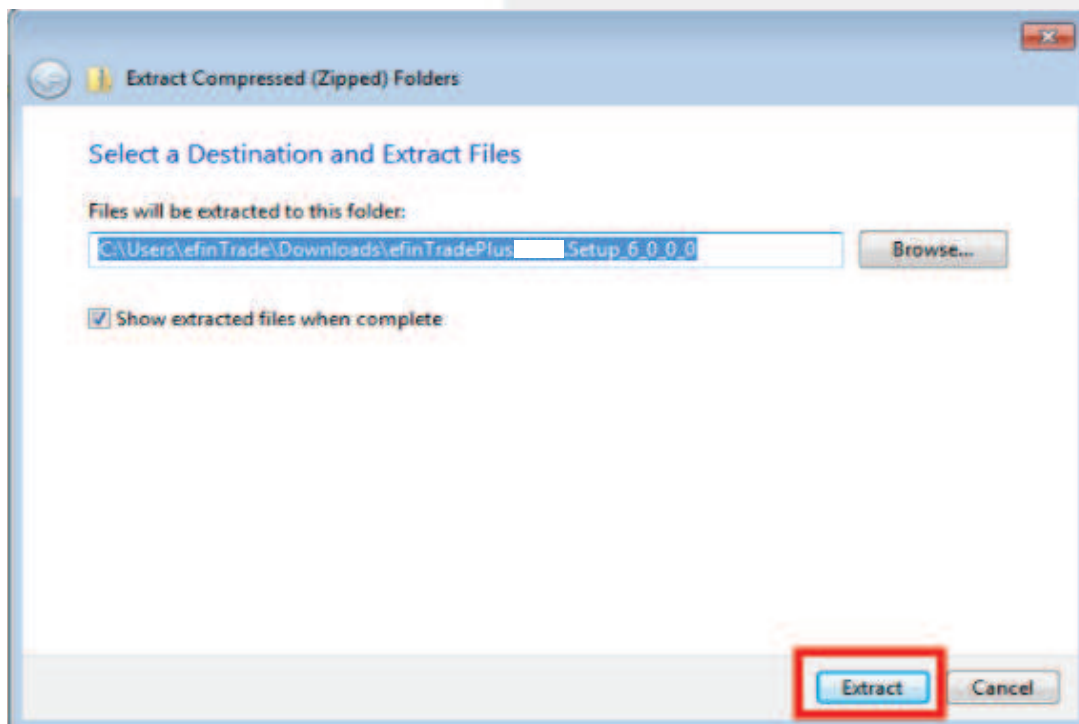 Extract Compressed (Zipped) Folders
Select a Destination and Extract Files
Files will be extracted to this folder:
C:\Users\efinTrade\Downloads\efinTradePlus Setup_6_0_0_0
Browse...
Show extracted files when complete
Extract
Cancel